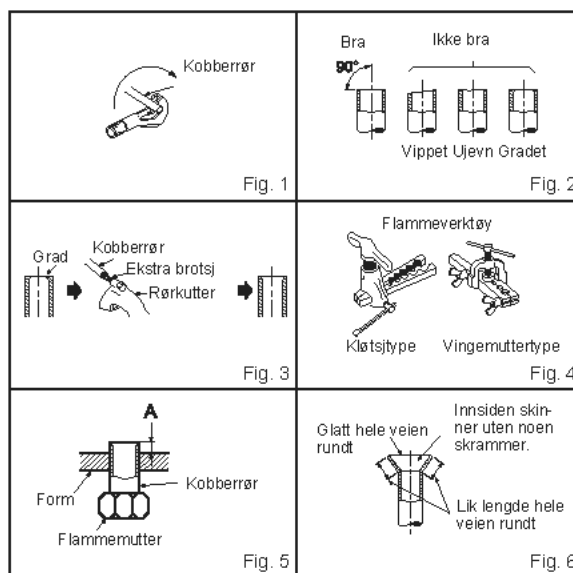 Kobberrør
Fig. 1
Bra
Ikke bra
90°
Vippet Ujevn Gradet
Fig. 2
Grad
Kobberrør
Ekstra brotsj
Rørkutter
Fig. 3
Flammeverktøy
Kløtsjtype
Vingemuttertype
Fig. 4
A
Form
Kobberrør
Flammemutter
Fig. 5
Glatt hele veien
rundt
Innsiden skin-
ner uten noen
skrammer.
Lik lengde hele
veien rundt
Fig. 6